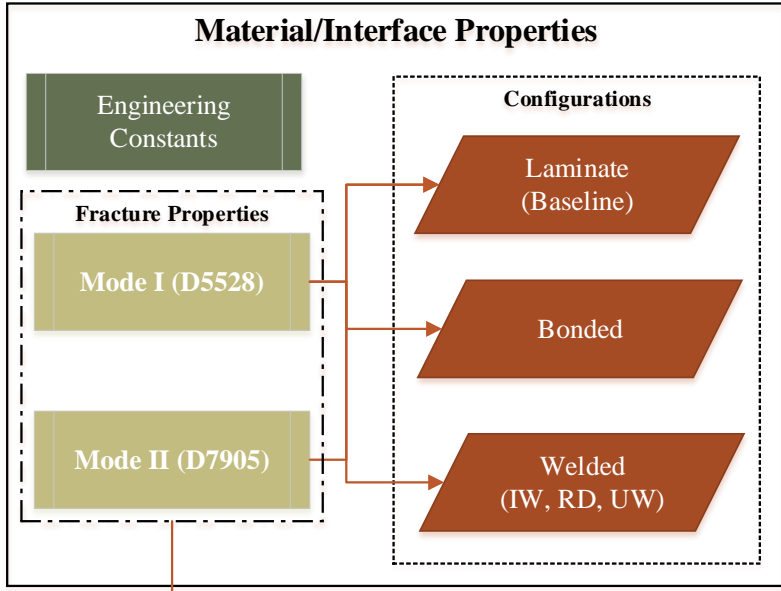 Material/Interface Properties
Engineering
Constants
Fracture Properties
Mode I (D5528)
Mode II (D7905)
Configurations
Laminate
(Baseline)
Bonded
Welded
(IW, RD, UW)